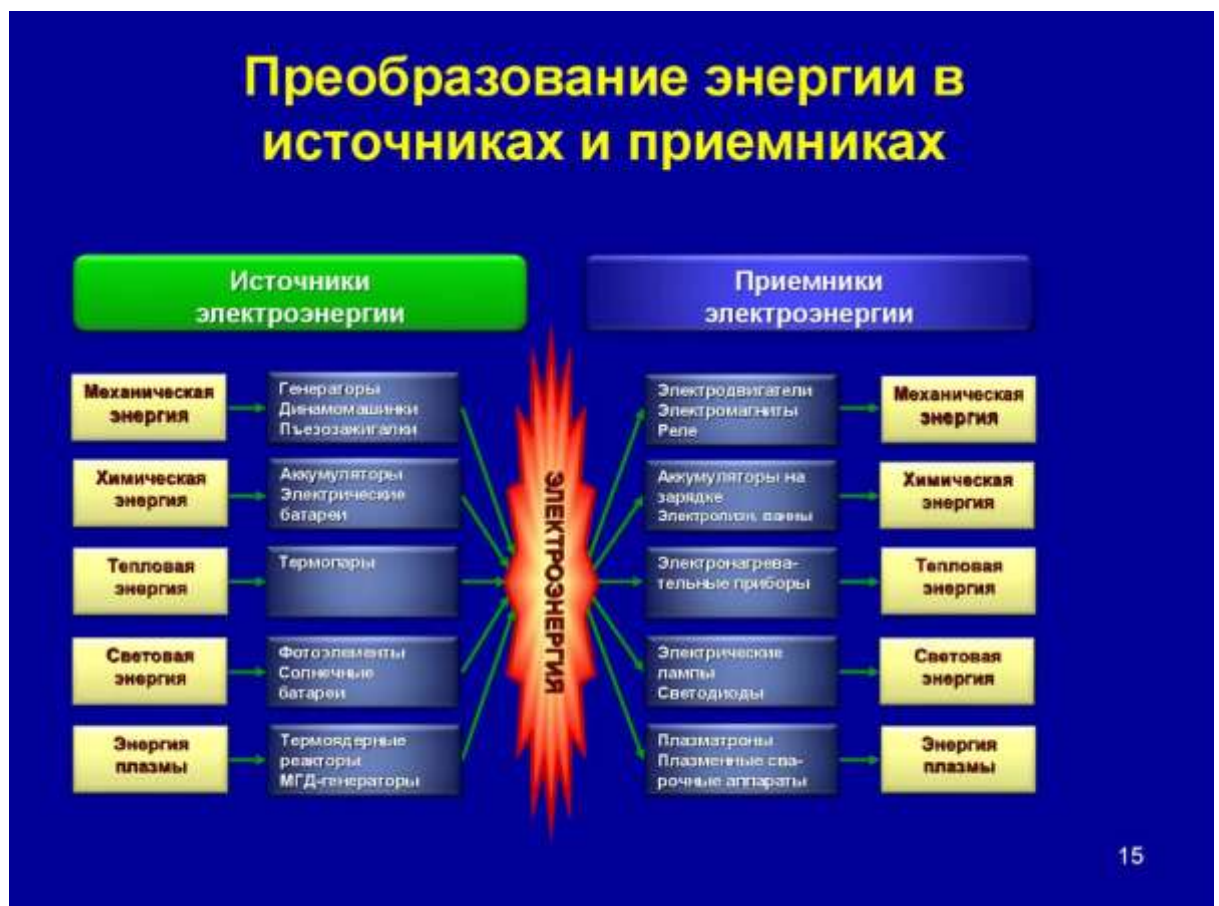 Преобразование энергии в
источниках и приемниках
Источники
электроэнергии
Приемники
электроэнергии
Механическая
энергия
Генераторы
Динамомашинки
Пъезозажигалки
Электродвигатели
Электромагниты
Реле
Механическая
энергия
Химическая
энергия
Аккумуляторы
Электрические
батареи
Аккумуляторы на
зарядке
Электролизн. ванны
Химическая
энергия
Тепловая
энергия
Термопары
ЭЛЕКТРОЭНЕРГИЯ
Электронагрева-
тельные приборы
Тепловая
энергия
Световая
энергия
Фотоэлементы
Солнечные
батареи
Электрические
лампы
Светодиоды
Световая
энергия
Энергия
плазмы
Термоядерные
реакторы
МГД-генераторы
Плазматроны
Плазменные сва-
рочные аппараты
Энергия
плазмы
15